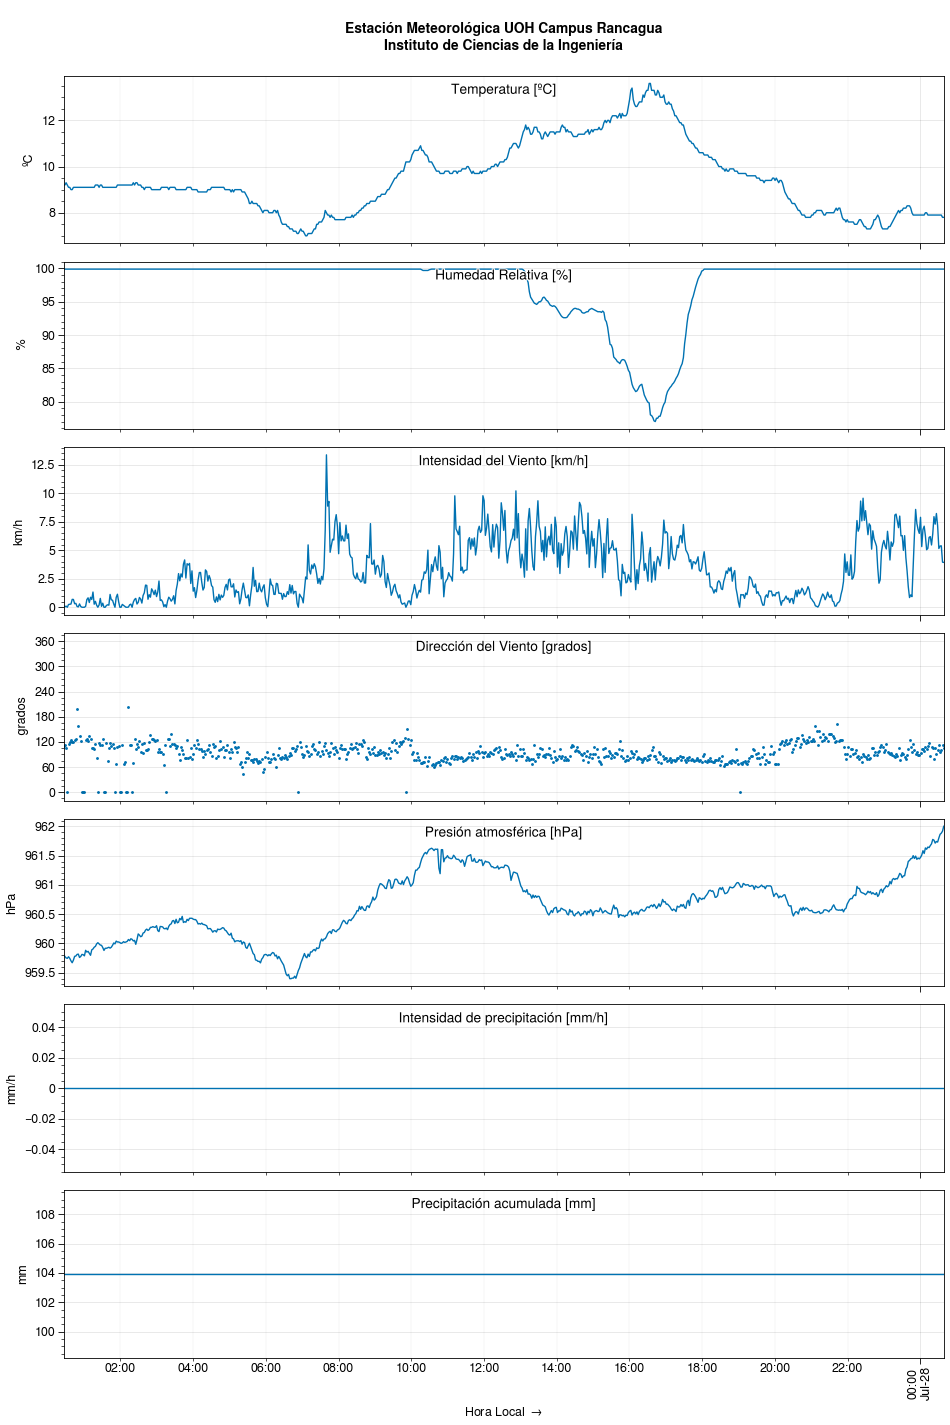 Estación Meteorológica UOH Campus Rancagua
Instituto de Ciencias de la Ingeniería
Temperatura [ºC]
12
10
8
ºC
Humedad Relativa [%]
100
95
90
85
80
%
Intensidad del Viento [km/h]
12.5
10
7.5
5
2.5
0
km/h
Dirección del Viento [grados]
360
300
240
180
120
60
0
grados
Presión atmosférica [hPa]
962
961.5
961
960.5
960
959.5
hPa
Intensidad de precipitación [mm/h]
0.04
0.02
0
−0.02
−0.04
mm/h
Precipitación acumulada [mm]
108
106
104
102
100
mm
02:00 04:00 06:00 08:00 10:00 12:00 14:00 16:00 18:00 20:00 22:00 00:00
Jul-28
Hora Local →